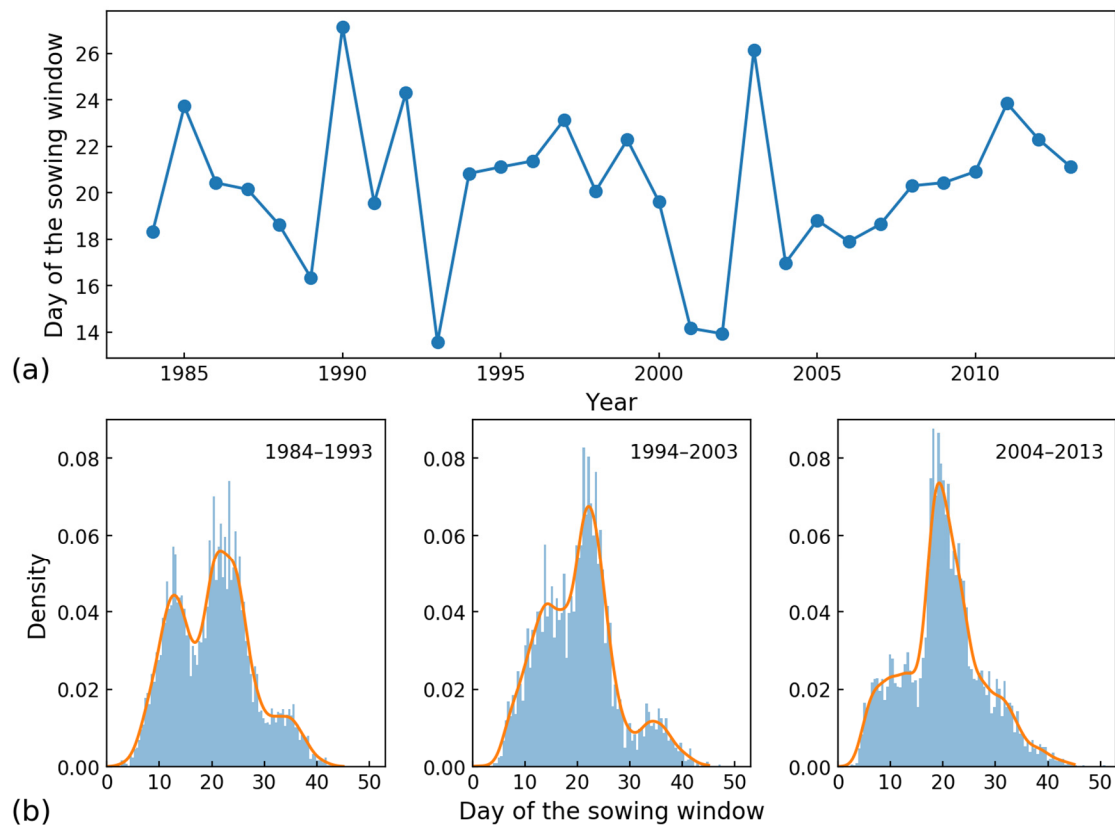 26
24
22
20
18
16
14
Day of the sowing window
(a)
1985 1990 1995 2000 2005 2010
Year
1984–1993 1994–2003 2004–2013
0.08 0.08 0.08
0.06 0.06 0.06
0.04 0.04 0.04
0.02 0.02 0.02
0.00 0.00 0.00
Density
0 10 20 30 40 50 0 10 20 30 40 50 0 10 20 30 40 50
(b)
Day of the sowing window